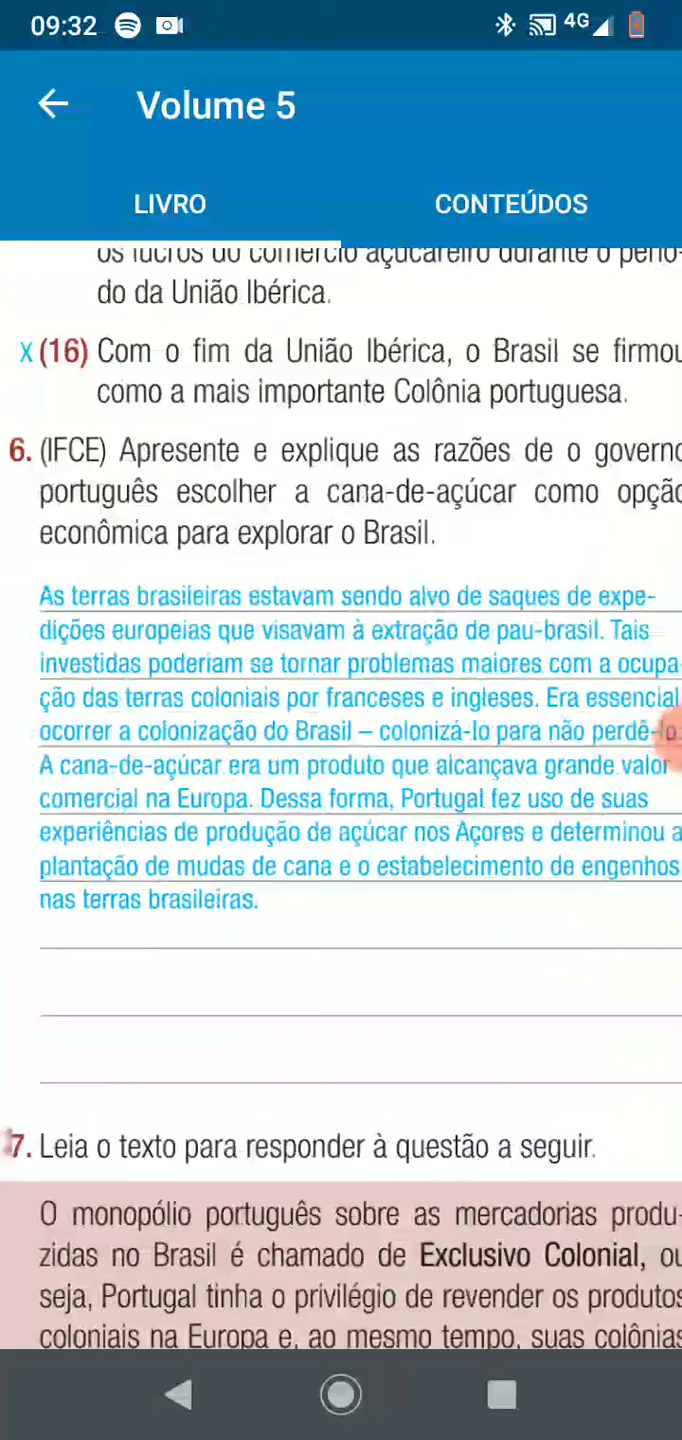 09:32
4G
Volume 5
LIVRO
CONTEÚDOS
os lucros do comércio açucareiro durante o perío-
do da União Ibérica.
x (16) Com o fim da União Ibérica, o Brasil se firmou
como a mais importante Colônia portuguesa.
6. (IFCE) Apresente e explique as razões de o governo
português escolher a cana-de-açúcar como opção
econômica para explorar o Brasil.
As terras brasileiras estavam sendo alvo de saques de expe-
dições europeias que visavam à extração de pau-brasil. Tais
investidas poderiam se tornar problemas maiores com a ocupa-
ção das terras coloniais por franceses e ingleses. Era essencial
ocorrer a colonização do Brasil – colonizá-lo para não perdê-lo.
A cana-de-açúcar era um produto que alcançava grande valor
comercial na Europa. Dessa forma, Portugal fez uso de suas
experiências de produção de açúcar nos Açores e determinou a
plantação de mudas de cana e o estabelecimento de engenhos
nas terras brasileiras.
7. Leia o texto para responder à questão a seguir.
O monopólio português sobre as mercadorias produ-
zidas no Brasil é chamado de Exclusivo Colonial, ou
seja, Portugal tinha o privilégio de revender os produtos
coloniais na Europa e, ao mesmo tempo, suas colônias